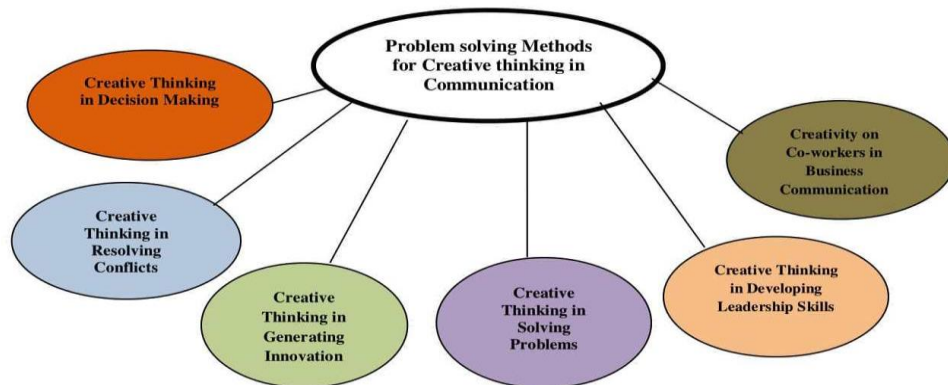 Problem solving Methods
for Creative thinking in
Communication
Creative Thinking
in Decision Making
Creative
Thinking in
Resolving
Conflicts
Creative
Thinking in
Generating
Innovation
Creative
Thinking in
Solving
Problems
Creative Thinking
in Developing
Leadership Skills
Creativity on
Co-workers in
Business
Communication